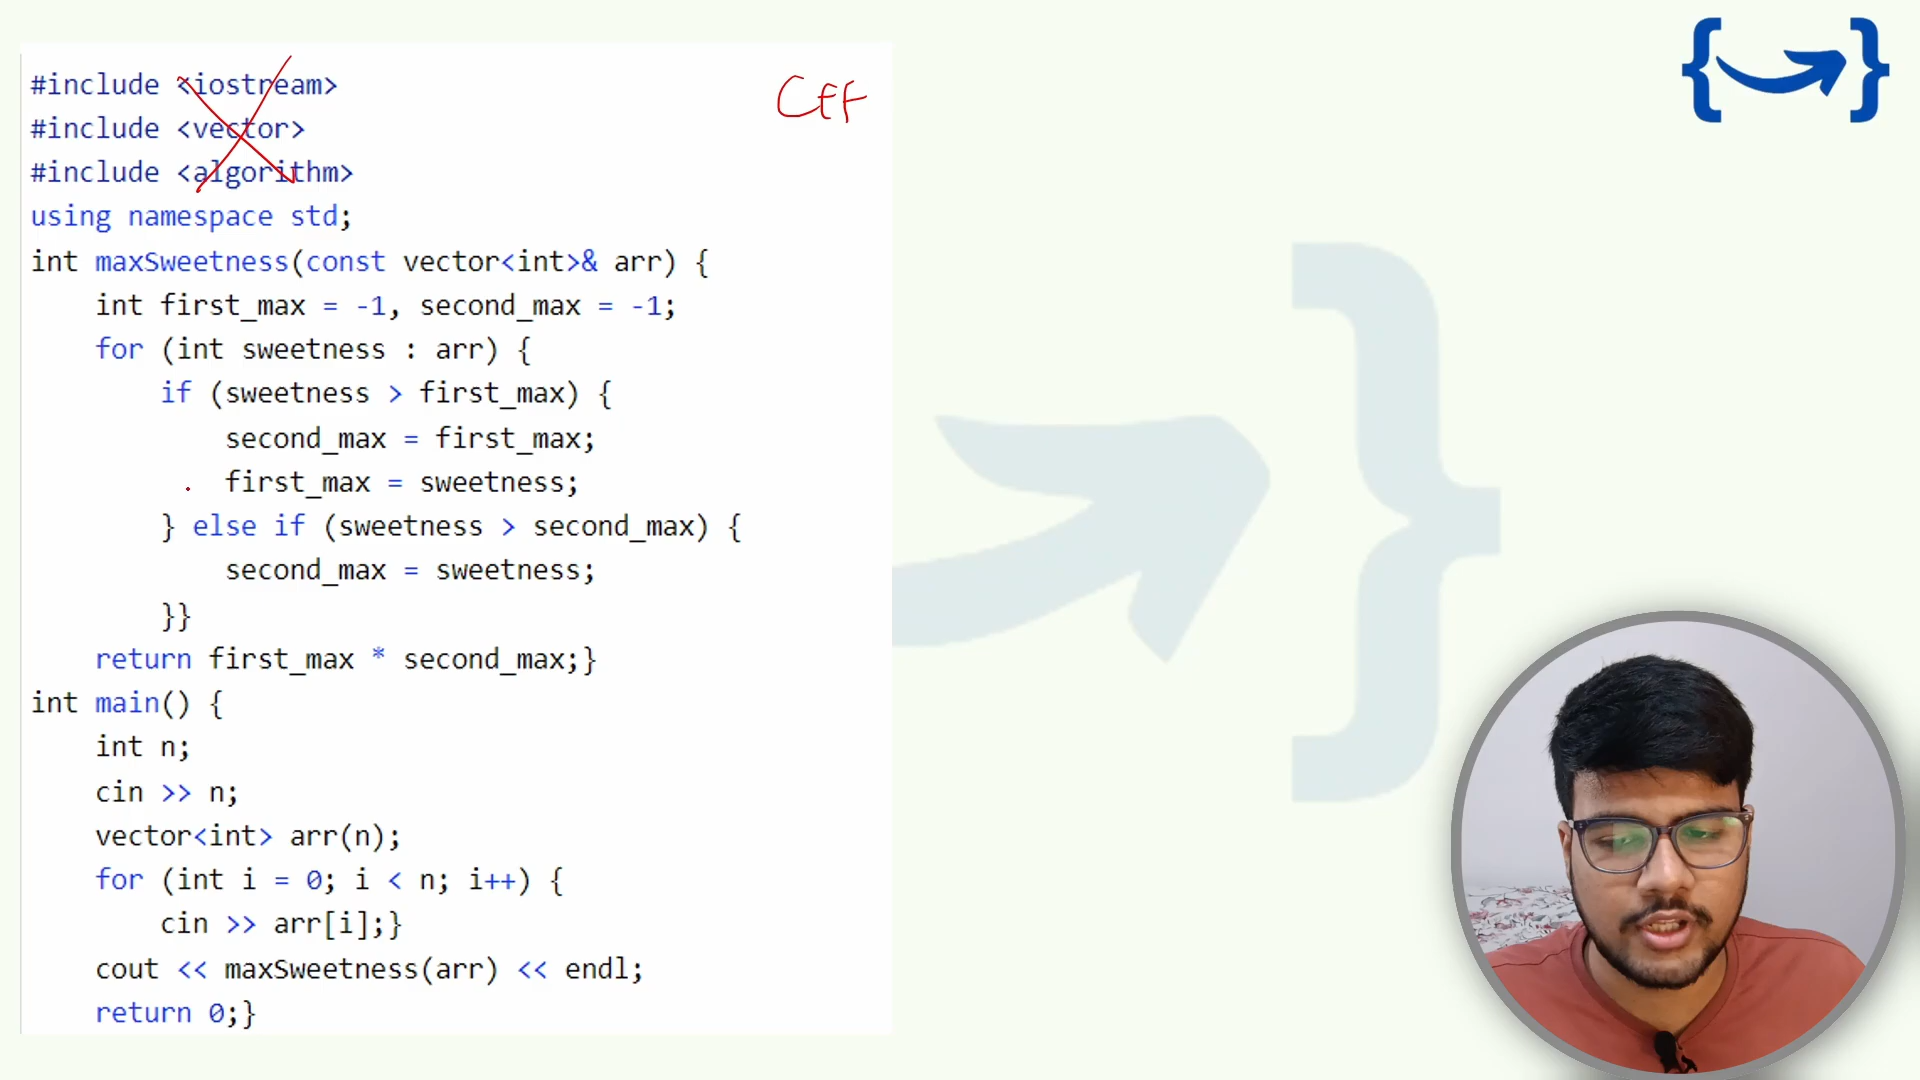 #include <iostream>
#include <vector>
#include <algorithm>
using namespace std;
int maxSweetness(const vector<int>& arr) {
    int first_max = -1, second_max = -1;
    for (int sweetness : arr) {
        if (sweetness > first_max) {
            second_max = first_max;
            first_max = sweetness;
        } else if (sweetness > second_max) {
            second_max = sweetness;
        }}
    return first_max * second_max;}
int main() {
    int n;
    cin >> n;
    vector<int> arr(n);
    for (int i = 0; i < n; i++) {
        cin >> arr[i];}
    cout << maxSweetness(arr) << endl;
    return 0;}